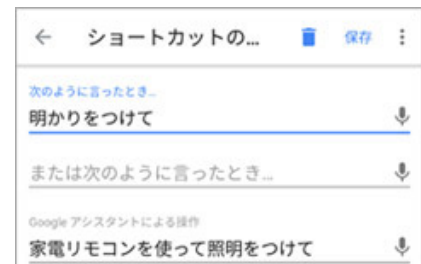 ショートカットの...
保存
次のように言ったとき...
明かりをつけて
または次のように言ったとき...
Google アシスタントによる操作
家電リモコンを使って照明をつけて